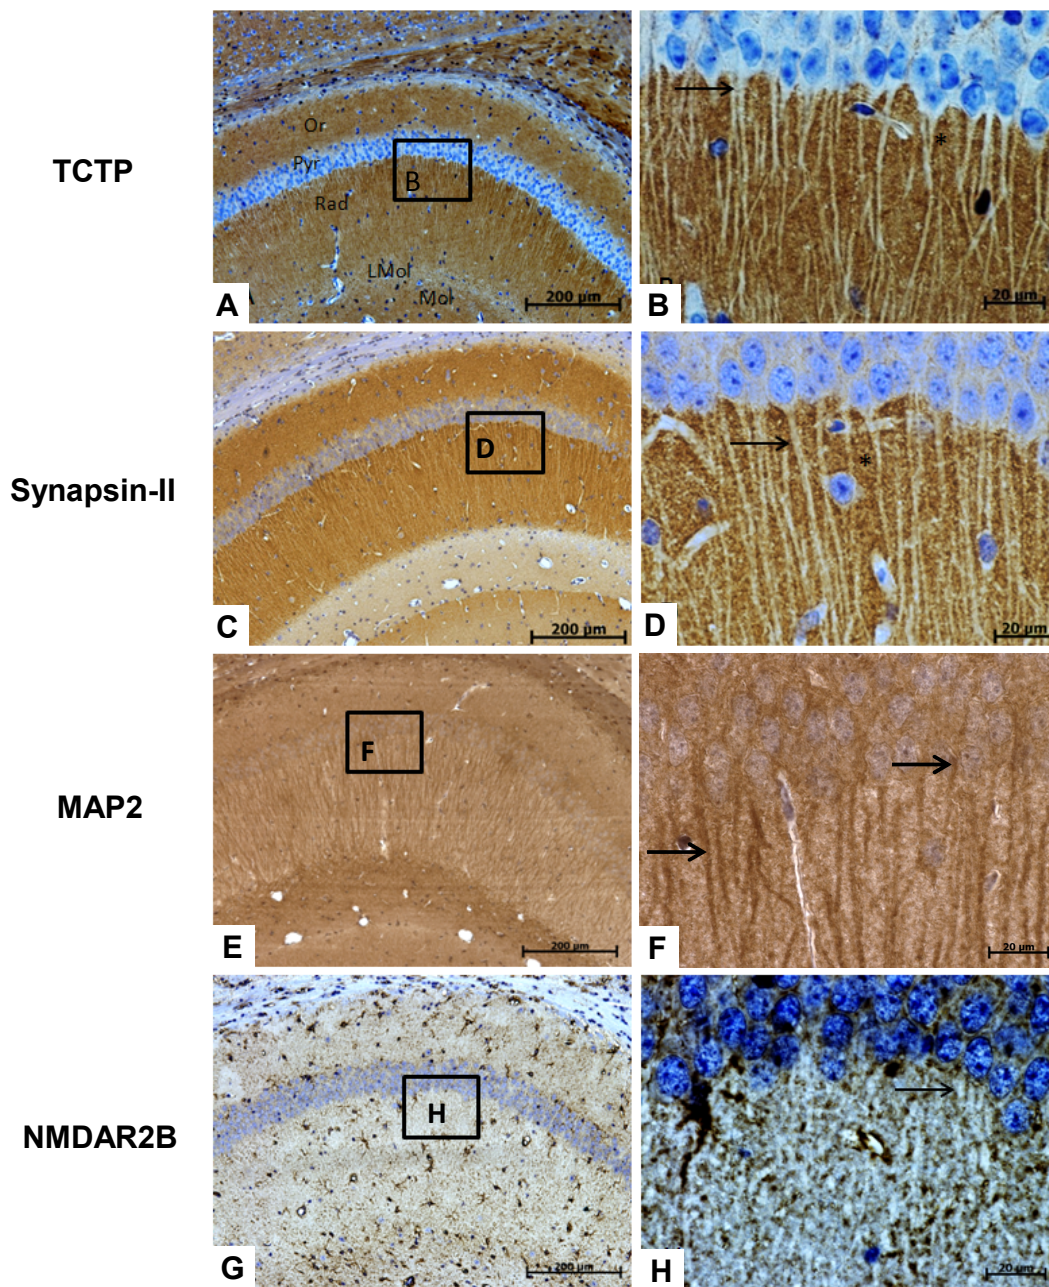 TCTP
Or
Pyr
B
Rad
LMol
Mol
200 µm
A
*
20 µm
B
Synapsin-II
D
200 µm
C
*
20 µm
D
MAP2
F
200 µm
E
20 µm
F
NMDAR2B
H
200 µm
G
20 µm
H